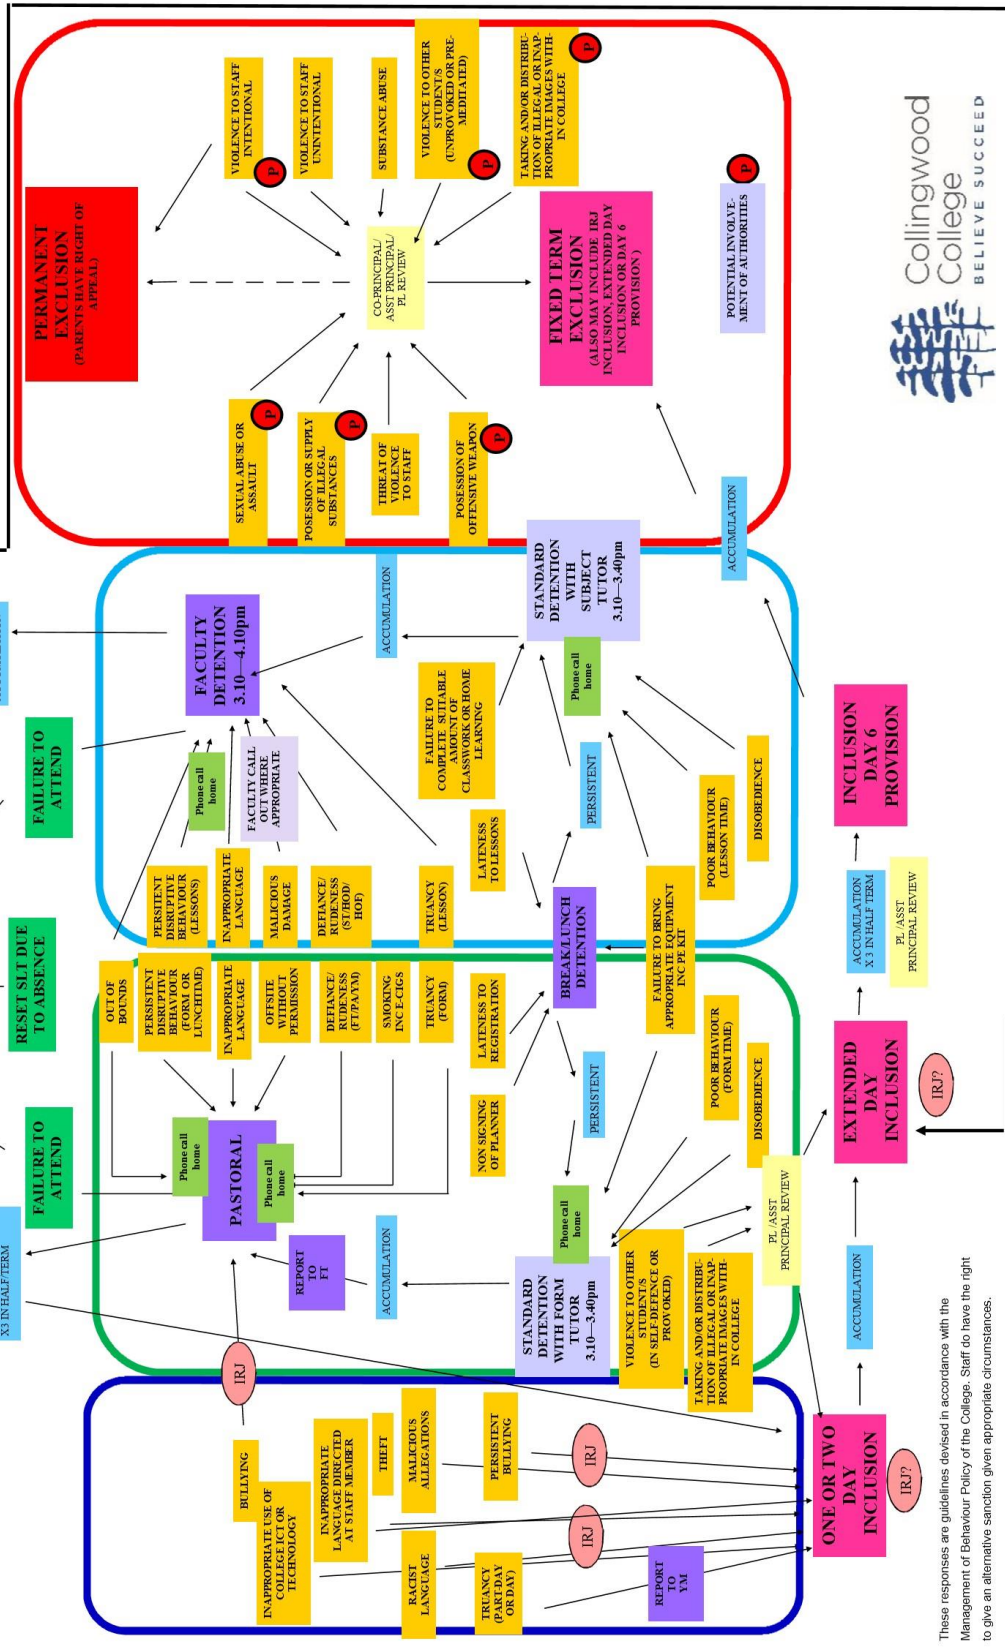 X3 IN HALF/TERM
FAILURE TO
ATTEND
RESET SLT DUE
TO ABSENCE
FAILURE TO
ATTEND
BULLYING
INAPPROPRIATE USE OF
COLLEGE ICT OR
TECHNOLOGY
INAPPROPRIATE
LANGUAGE DIRECTED
AT STAFF MEMBER
THEFT
RACIST
LANGUAGE
MALICIOUS
ALLEGATIONS
TRUANCY
(PART-DAY
OR DAY)
PERSISTENT
BULLYING
IRJ
IRJ
REPORT
TO
YM
IRJ
PASTORAL
Phone call
home
Phone call
home
OUT OF
BOUNDS
PERSISTENT
DISRUPTIVE
BEHAVIOUR
(FORM OR
LUNCHTIME)
INAPPROPRIATE
LANGUAGE
OFFSITE
WITHOUT
PERMISSION
DEFIANCE/
RUDENESS
(FT/PA/YM)
SMOKING
INC E-CIGS
TRUANCY
(FORM)
REPORT
TO
FT
ACCUMULATION
NON SIGNING
OF PLANNER
LATENESS TO
REGISTRATION
STANDARD
DETENTION
WITH FORM
TUTOR
3.10—3.40pm
Phone call
home
PERSISTENT
BREAK/LUNCH
DETENTION
FAILURE TO BRING
APPROPRIATE EQUIPMENT
INC PE KIT
VIOLENCE TO OTHER
STUDENT/S
(IN SELF-DEFENCE OR
PROVOKED)
TAKING AND/OR DISTRIBU-
TION OF ILLEGAL OR INAP-
PROPRIATE IMAGES WITH-
IN COLLEGE
POOR BEHAVIOUR
(FORM TIME)
DISOBEDIENCE
PL /ASST
PRINCIPAL REVIEW
PERSITENT
DISRUPTIVE
BEHAVIOUR
(LESSONS)
INAPPROPRIATE
LANGUAGE
MALICIOUS
DAMAGE
DEFIANCE/
RUDENESS
(ST/HOD/
HOF)
TRUANCY
(LESSON)
Phone call
home
FACULTY CALL
OUT WHERE
APPROPRIATE
FACULTY
DETENTION
3.10—4.10pm
ACCUMULATION
LATENESS
TO LESSONS
FAILURE TO
COMPLETE SUITABLE
AMOUNT OF
CLASSWORK OR HOME
LEARNING
PERSISTENT
Phone call
home
STANDARD
DETENTION
WITH
SUBJECT
TUTOR
3.10—3.40pm
POOR BEHAVIOUR
(LESSON TIME)
DISOBEDIENCE
PERMANENT
EXCLUSION
(PARENTS HAVE RIGHT OF
APPEAL)
SEXUAL ABUSE OR
ASSAULT
P
POSESSION OR SUPPLY
OF ILLEGAL
SUBSTANCES
P
THREAT OF
VIOLENCE
TO STAFF
POSESSION OF
OFFENSIVE WEAPON
P
CO-PRINCIPAL/
ASST PRINCIPAL/
PL REVIEW
VIOLENCE TO STAFF
INTENTIONAL
P
VIOLENCE TO STAFF
UNINTENTIONAL
SUBSTANCE ABUSE
VIOLENCE TO OTHER
STUDENT/S
(UNPROVOKED OR PRE-
MEDITATED)
P
TAKING AND/OR DISTRIBU-
TION OF ILLEGAL OR INAP-
PROPRIATE IMAGES WITH-
IN COLLEGE
P
FIXED TERM
EXCLUSION
(ALSO MAY INCLUDE IRJ
INCLUSION, EXTENDED DAY
INCLUSION OR DAY 6
PROVISION )
ACCUMULATION
POTENTIAL INVOLVE-
MENT OF AUTHORITIES
P
ONE OR TWO
DAY
INCLUSION
IRJ?
ACCUMULATION
EXTENDED
DAY
INCLUSION
IRJ?
ACCUMULATION
X 3 IN HALF TERM
PL /ASST
PRINCIPAL REVIEW
INCLUSION
DAY 6
PROVISION
These responses are guidelines devised in accordance with the
Management of Behaviour Policy of the College. Staff do have the right
to give an alternative sanction given appropriate circumstances.
Collingwood
College
BELIEVE SUCCEED